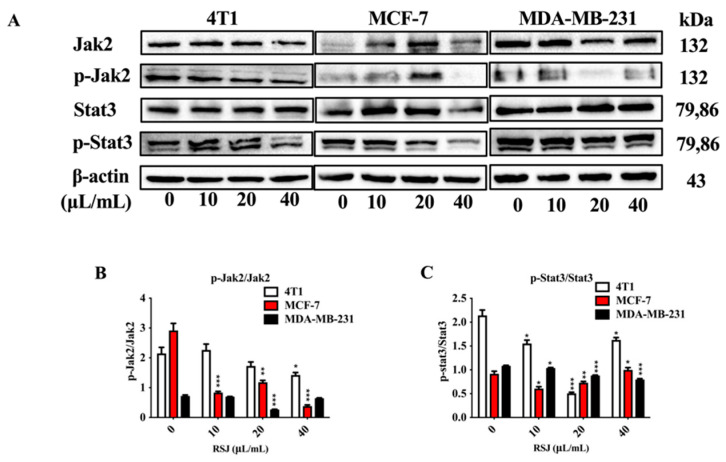 A 4T1 MCF-7 MDA-MB-231 kDa
Jak2 132
p-Jak2 132
Stat3 79,86
p-Stat3 79,86
β-actin 43
(μL/mL) 0 10 20 40 0 10 20 40 0 10 20 40
B p-Jak2/Jak2
4T1
MCF-7
MDA-MB-231
p-Jak2/Jak2
4
3
2
1
0
*** ** *** * ***
0 10 20 40
RSJ (μL/mL)
C p-Stat3/Stat3
4T1
MCF-7
MDA-MB-231
p-stat3/Stat3
2.5
2.0
1.5
1.0
0.5
0.0
* * * *** ** *** * * ***
0 10 20 40
RSJ (μL/mL)